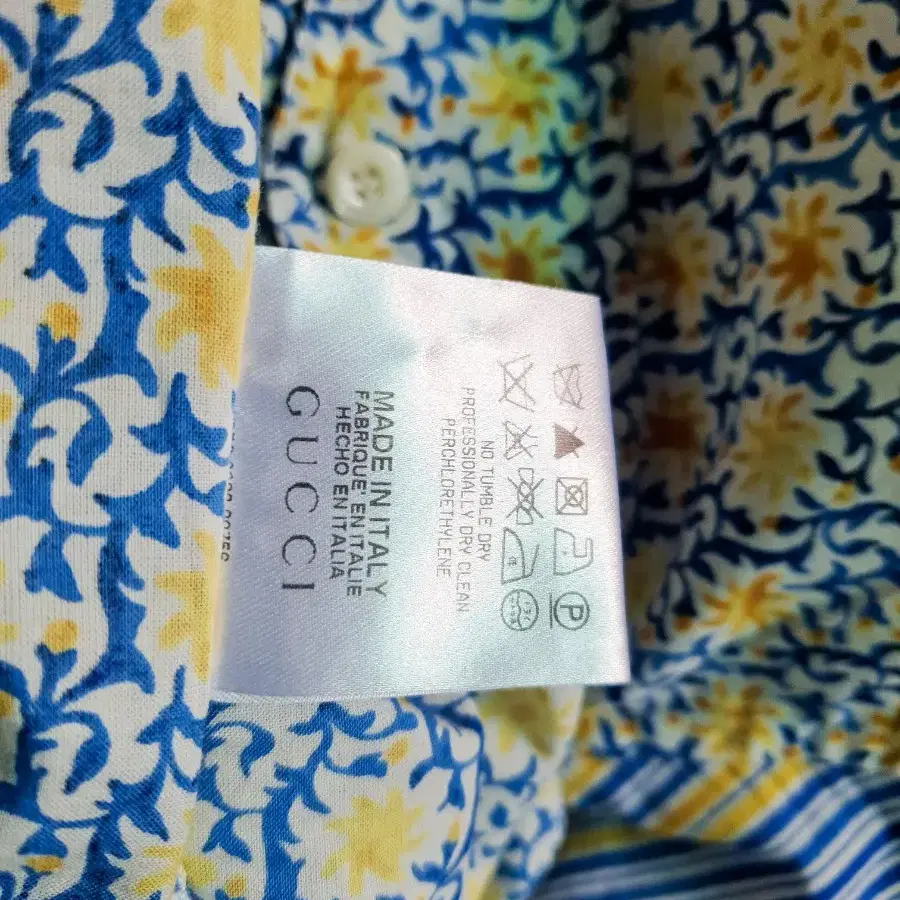 NO TUMBLE DRY
PROFESSIONALLY DRY CLEAN
PERCHLORETHYLENE
MADE IN ITALY
FABRIQUE' EN ITALIE
HECHO EN ITALIA
GUCCI
P